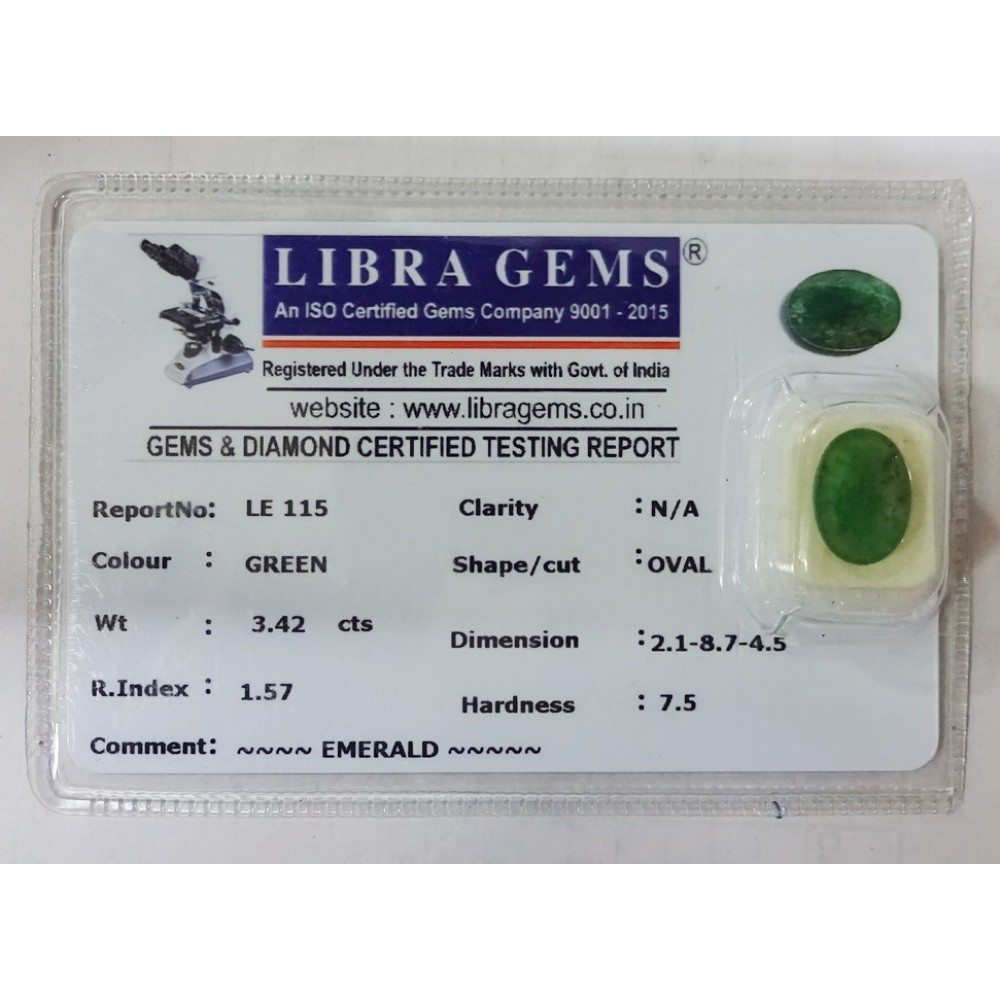 LIBRA GEMS ®
An ISO Certified Gems Company 9001 - 2015
Registered Under the Trade Marks with Govt. of India
website : www.libragems.co.in
GEMS & DIAMOND CERTIFIED TESTING REPORT
ReportNo: LE 115 Clarity : N/A
Colour : GREEN Shape/cut : OVAL
Wt : 3.42 cts Dimension : 2.1-8.7-4.5
R.Index : 1.57 Hardness : 7.5
Comment: ~~~~ EMERALD ~~~~~